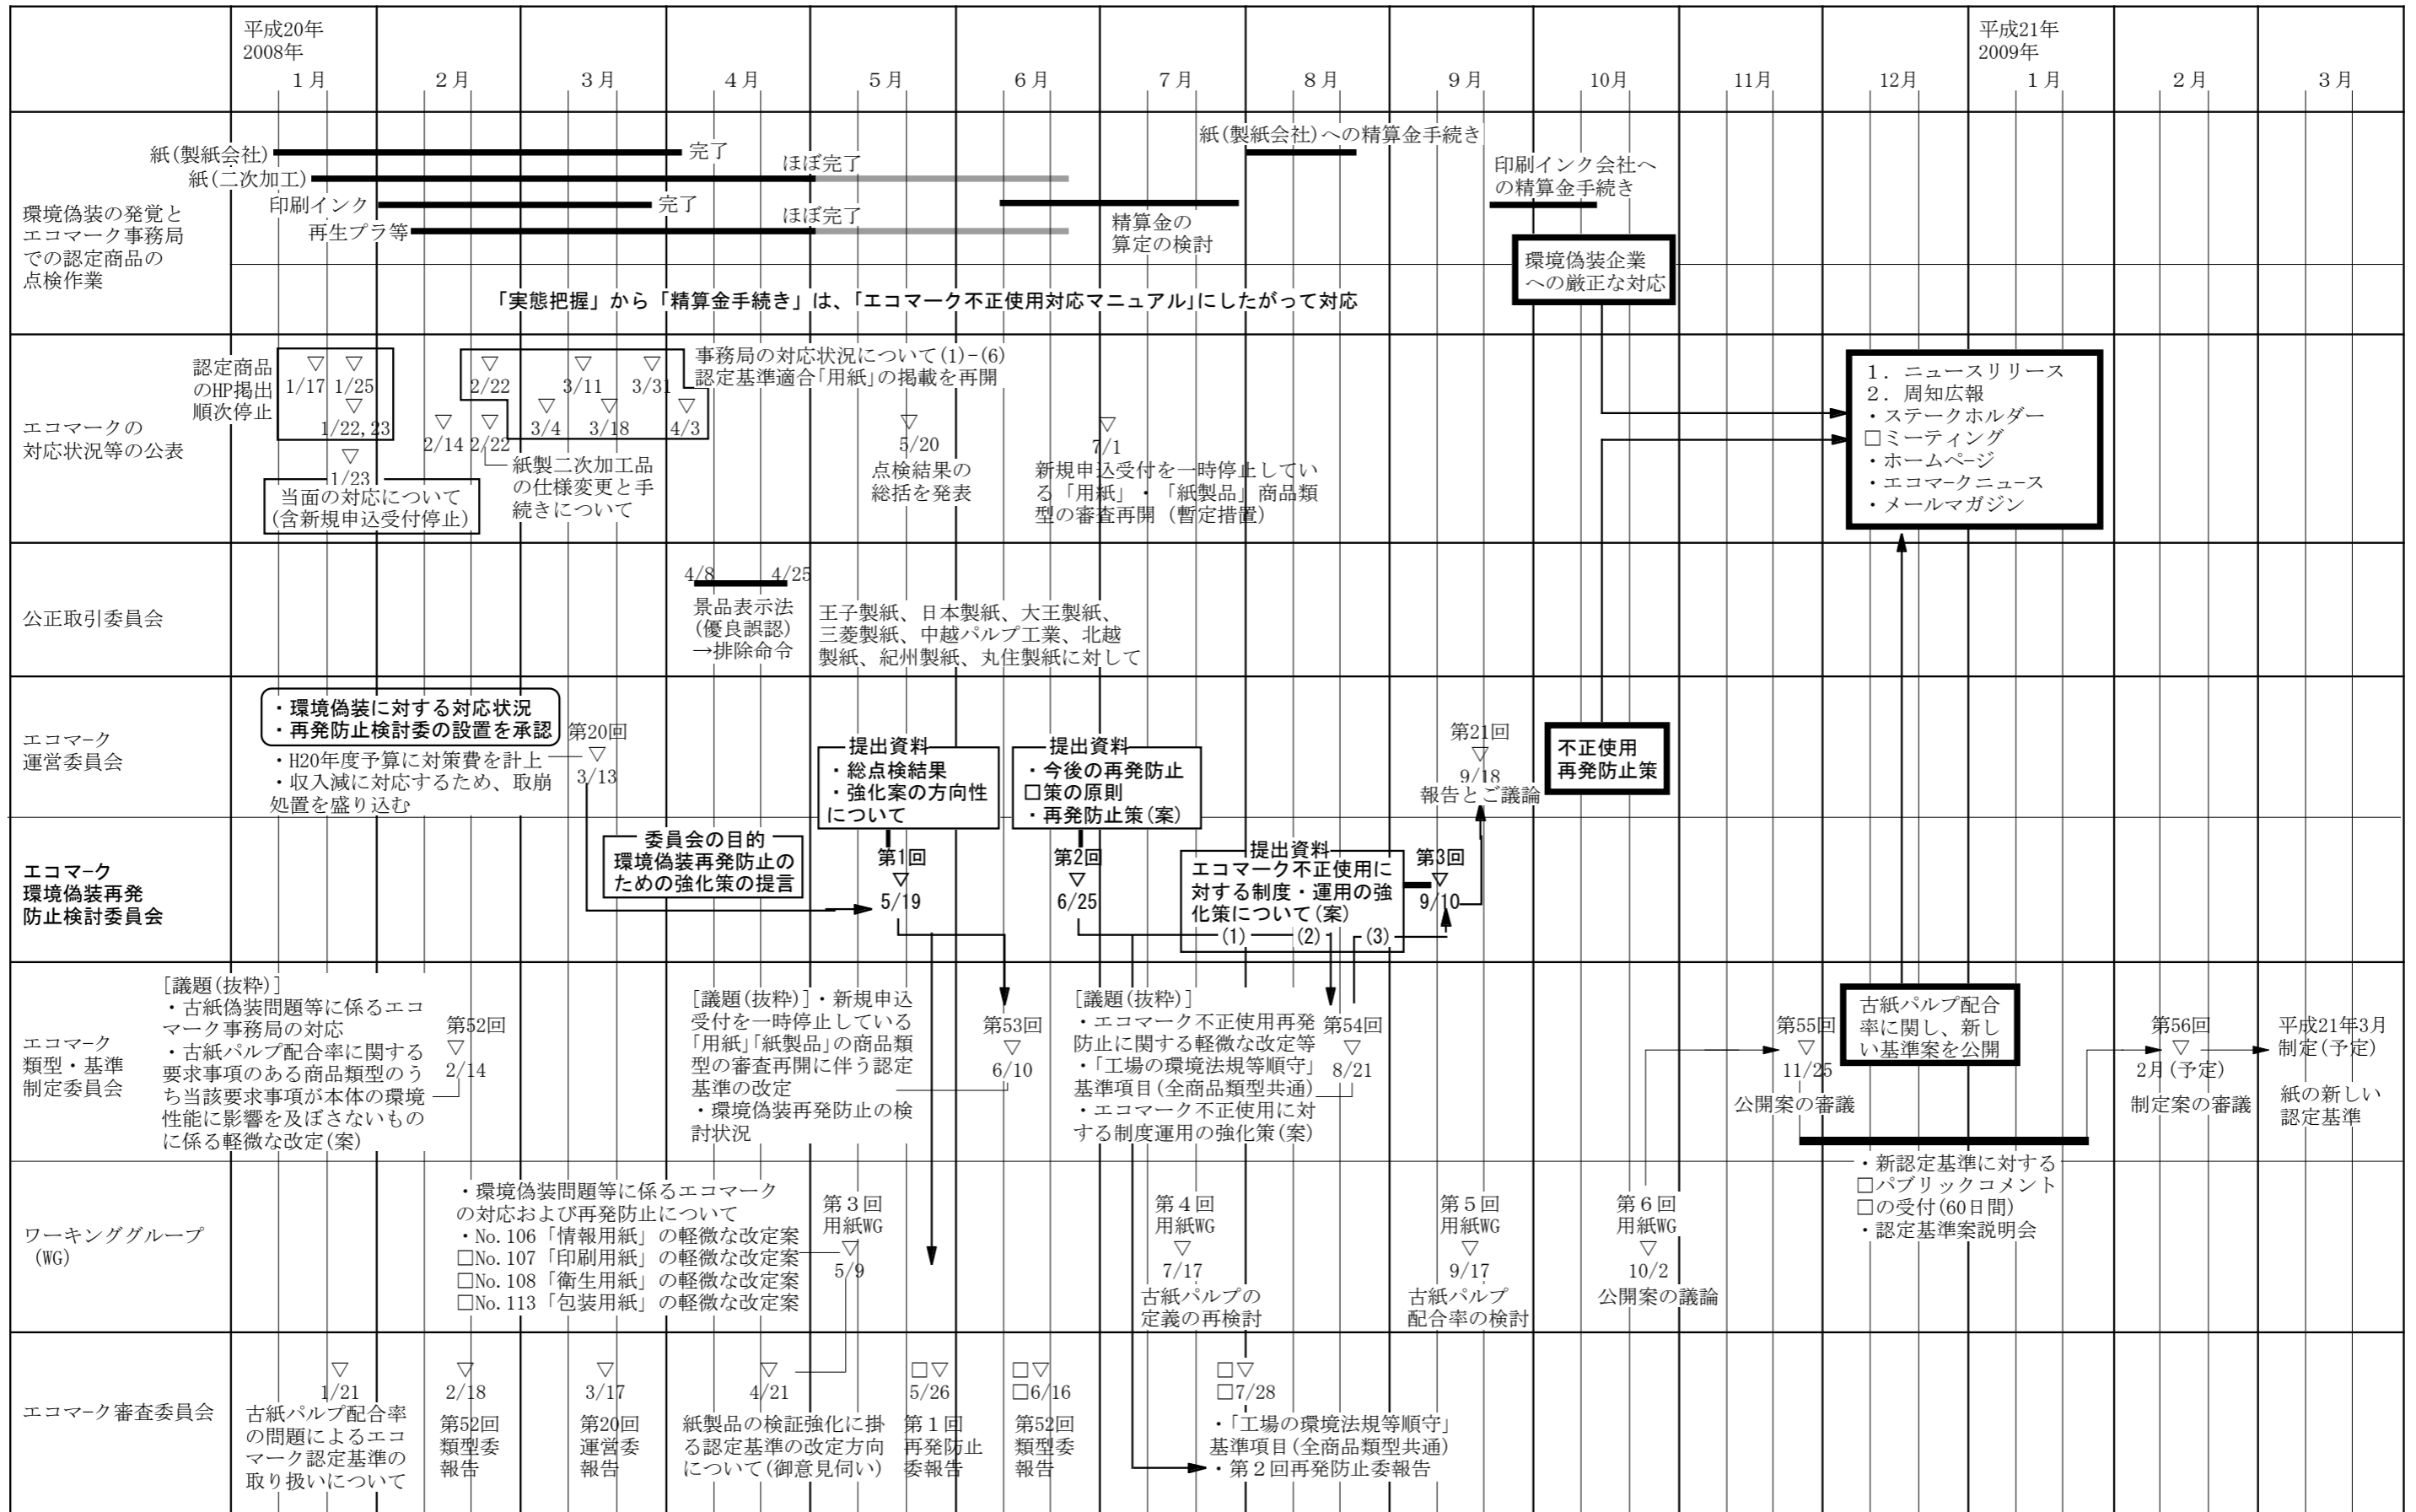 平成20年
2008年
平成21年
2009年
1月
2月
3月
4月
5月
6月
7月
8月
9月
10月
11月
12月
1月
2月
3月
環境偽装の発覚と
エコマーク事務局
での認定商品の
点検作業
紙(製紙会社)
完了
紙(二次加工)
ほぼ完了
印刷インク
完了
再生プラ等
ほぼ完了
精算金の
算定の検討
紙(製紙会社)への精算金手続き
印刷インク会社へ
の精算金手続き
環境偽装企業
への厳正な対応
「実態把握」から「精算金手続き」は、「エコマーク不正使用対応マニュアル」にしたがって対応
エコマークの
対応状況等の公表
認定商品
のHP掲出
順次停止
▽ ▽
1/17 1/25
▽
1/22,23
▽
1/23
当面の対応について
(含新規申込受付停止)
▽
2/14
▽
2/22
▽
2/22
▽
3/11
▽
3/31
▽
3/4
▽
3/18
▽
4/3
事務局の対応状況について(1)-(6)
認定基準適合「用紙」の掲載を再開
紙製二次加工品
の仕様変更と手
続きについて
▽
5/20
点検結果の
総括を発表
▽
7/1
新規申込受付を一時停止してい
る「用紙」・「紙製品」商品類
型の審査再開（暫定措置）
1．ニュースリリース
2．周知広報
・ステークホルダー
□ミーティング
・ホームページ
・エコマークニュース
・メールマガジン
公正取引委員会
4/8 4/25
景品表示法
(優良誤認)
→排除命令
王子製紙、日本製紙、大王製紙、
三菱製紙、中越パルプ工業、北越
製紙、紀州製紙、丸住製紙に対して
エコマーク
運営委員会
・環境偽装に対する対応状況
・再発防止検討委の設置を承認
・H20年度予算に対策費を計上
・収入減に対応するため、取崩
処置を盛り込む
第20回
▽
3/13
提出資料
・総点検結果
・強化案の方向性
について
提出資料
・今後の再発防止
□策の原則
・再発防止策(案)
第21回
▽
9/18
報告とご議論
不正使用
再発防止策
エコマーク
環境偽装再発
防止検討委員会
委員会の目的
環境偽装再発防止の
ための強化策の提言
第1回
▽
5/19
第2回
▽
6/25
提出資料
エコマーク不正使用に
対する制度・運用の強
化策について(案)
(1) (2) (3)
第3回
▽
9/10
エコマーク
類型・基準
制定委員会
[議題(抜粋)]
・古紙偽装問題等に係るエコ
マーク事務局の対応
・古紙パルプ配合率に関する
要求事項のある商品類型のう
ち当該要求事項が本体の環境
性能に影響を及ぼさないもの
に係る軽微な改定(案)
第52回
▽
2/14
[議題(抜粋)]・新規申込
受付を一時停止している
「用紙」「紙製品」の商品類
型の審査再開に伴う認定
基準の改定
・環境偽装再発防止の検
討状況
第53回
▽
6/10
[議題(抜粋)]
・エコマーク不正使用再発
防止に関する軽微な改定等
・「工場の環境法規等順守」
基準項目(全商品類型共通)
・エコマーク不正使用に対
する制度運用の強化策(案)
第54回
▽
8/21
第55回
▽
11/25
公開案の審議
古紙パルプ配合
率に関し、新し
い基準案を公開
第56回
▽
2月(予定)
制定案の審議
平成21年3月
制定(予定)
紙の新しい
認定基準
ワーキンググループ
(WG)
・環境偽装問題等に係るエコマーク
の対応および再発防止について
・No.106「情報用紙」の軽微な改定案
□No.107「印刷用紙」の軽微な改定案
□No.108「衛生用紙」の軽微な改定案
□No.113「包装用紙」の軽微な改定案
第3回
用紙WG
▽
5/9
第4回
用紙WG
▽
7/17
古紙パルプの
定義の再検討
第5回
用紙WG
▽
9/17
古紙パルプ
配合率の検討
第6回
用紙WG
▽
10/2
公開案の議論
・新認定基準に対する
□パブリックコメント
□の受付(60日間)
・認定基準案説明会
エコマーク審査委員会
▽
1/21
古紙パルプ配合率
の問題によるエコ
マーク認定基準の
取り扱いについて
▽
2/18
第52回
類型委
報告
▽
3/17
第20回
運営委
報告
▽
4/21
紙製品の検証強化に掛
る認定基準の改定方向
について(御意見伺い)
□▽
5/26
第1回
再発防止
委報告
□▽
□6/16
第52回
類型委
報告
□▽
□7/28
・「工場の環境法規等順守」
基準項目(全商品類型共通)
・第2回再発防止委報告